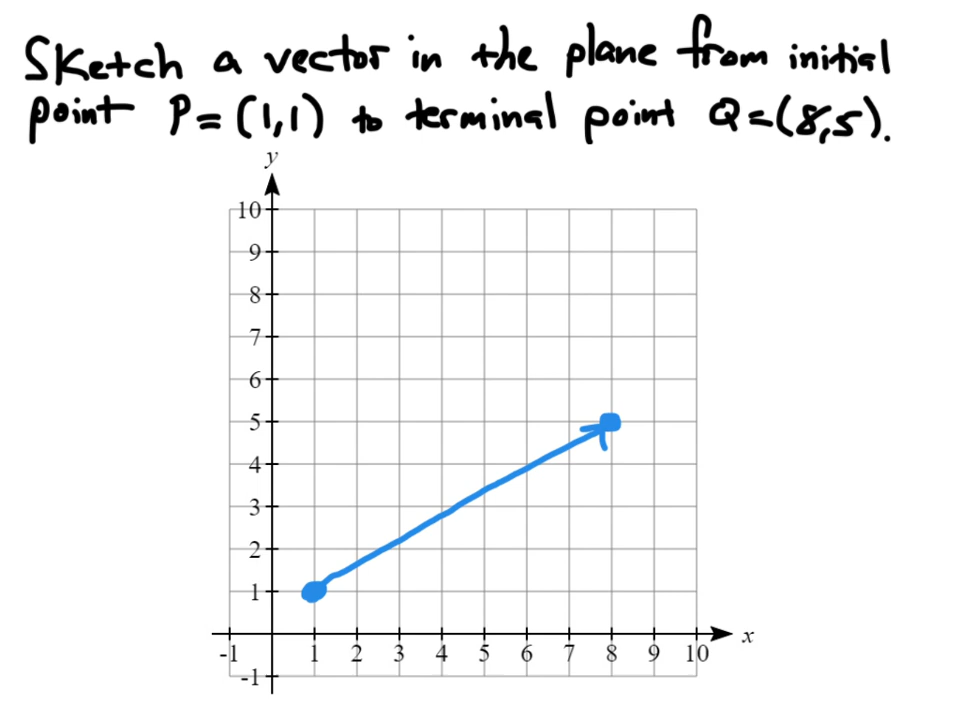 Sketch a vector in the plane from initial
point P=(1,1) to terminal point Q=(8,5).
y
10
9
8
7
6
5
4
3
2
1
-1 1 2 3 4 5 6 7 8 9 10 x
-1